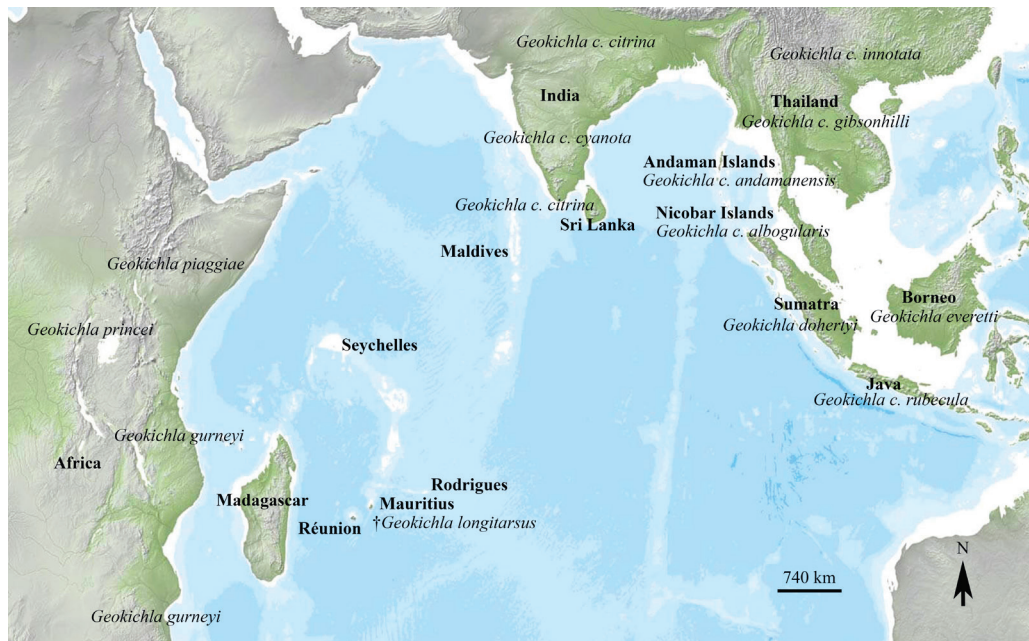 Geokichla c. citrina
Geokichla c. innotata
India
Thailand
Geokichla c. gibsonhilli
Geokichla c. cyanota
Andaman Islands
Geokichla c. andamanensis
Geokichla c. citrina
Sri Lanka
Nicobar Islands
Geokichla c. albogularis
Maldives
Geokichla piaggiae
Sumatra
Geokichla dohertyi
Borneo
Geokichla everetti
Geokichla princei
Seychelles
Java
Geokichla c. rubecula
Geokichla gurneyi
Africa
Madagascar
Rodrigues
Mauritius
†Geokichla longitarsus
Réunion
N
740 km
Geokichla gurneyi